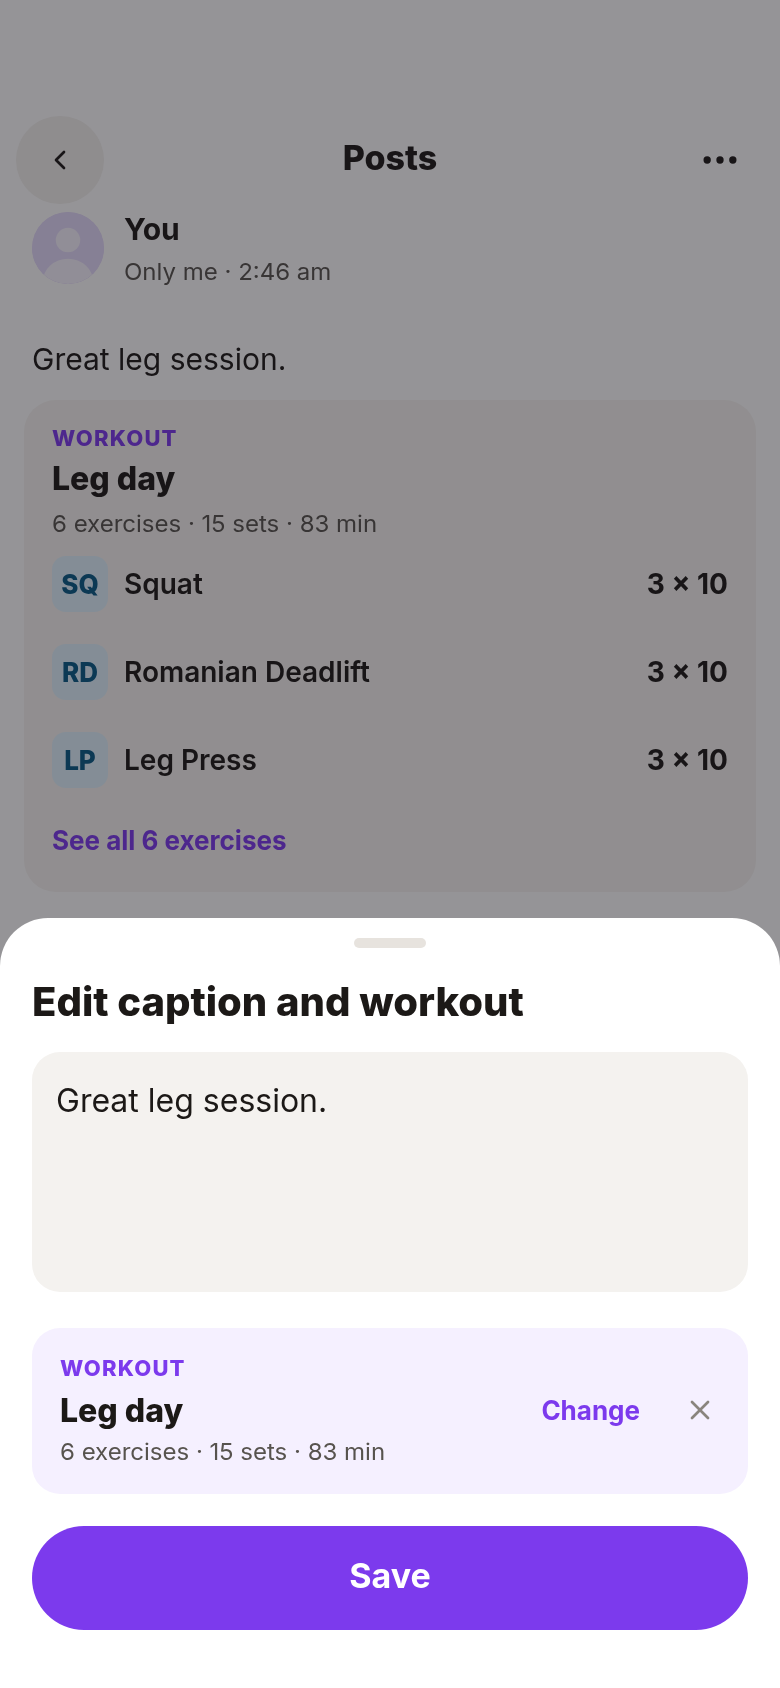 Posts
You
Only me · 2:46 am
Great leg session.
WORKOUT
Leg day
6 exercises · 15 sets · 83 min
SQ Squat 3 × 10
RD Romanian Deadlift 3 × 10
LP Leg Press 3 × 10
See all 6 exercises
Edit caption and workout
Great leg session.
WORKOUT
Leg day
Change
6 exercises · 15 sets · 83 min
Save